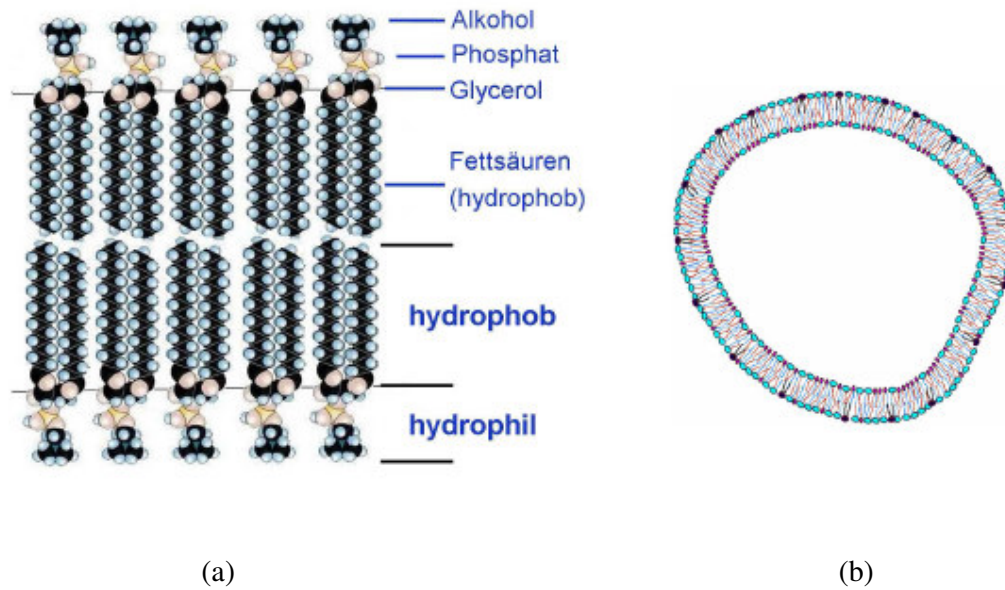 Alkohol
Phosphat
Glycerol
Fettsäuren
(hydrophob)
hydrophob
hydrophil
(a)
(b)